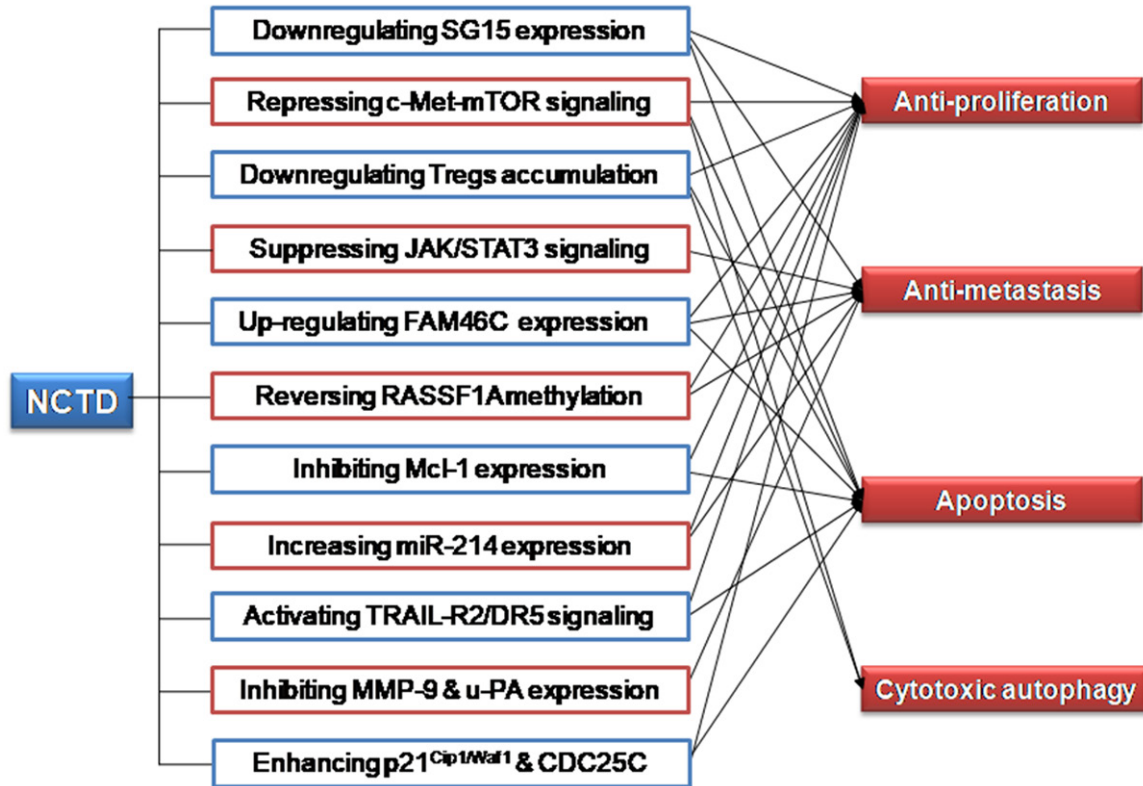 Downregulating SG15 expression
Repressing c-Met-mTOR signaling
Downregulating Tregs accumulation
Suppressing JAK/STAT3 signaling
Up-regulating FAM46C expression
NCTD
Reversing RASSF1A methylation
Inhibiting Mcl-1 expression
Increasing miR-214 expression
Activating TRAIL-R2/DR5 signaling
Inhibiting MMP-9 & u-PA expression
Enhancing p21Cip1/Waf1 & CDC25C
Anti-proliferation
Anti-metastasis
Apoptosis
Cytotoxic autophagy